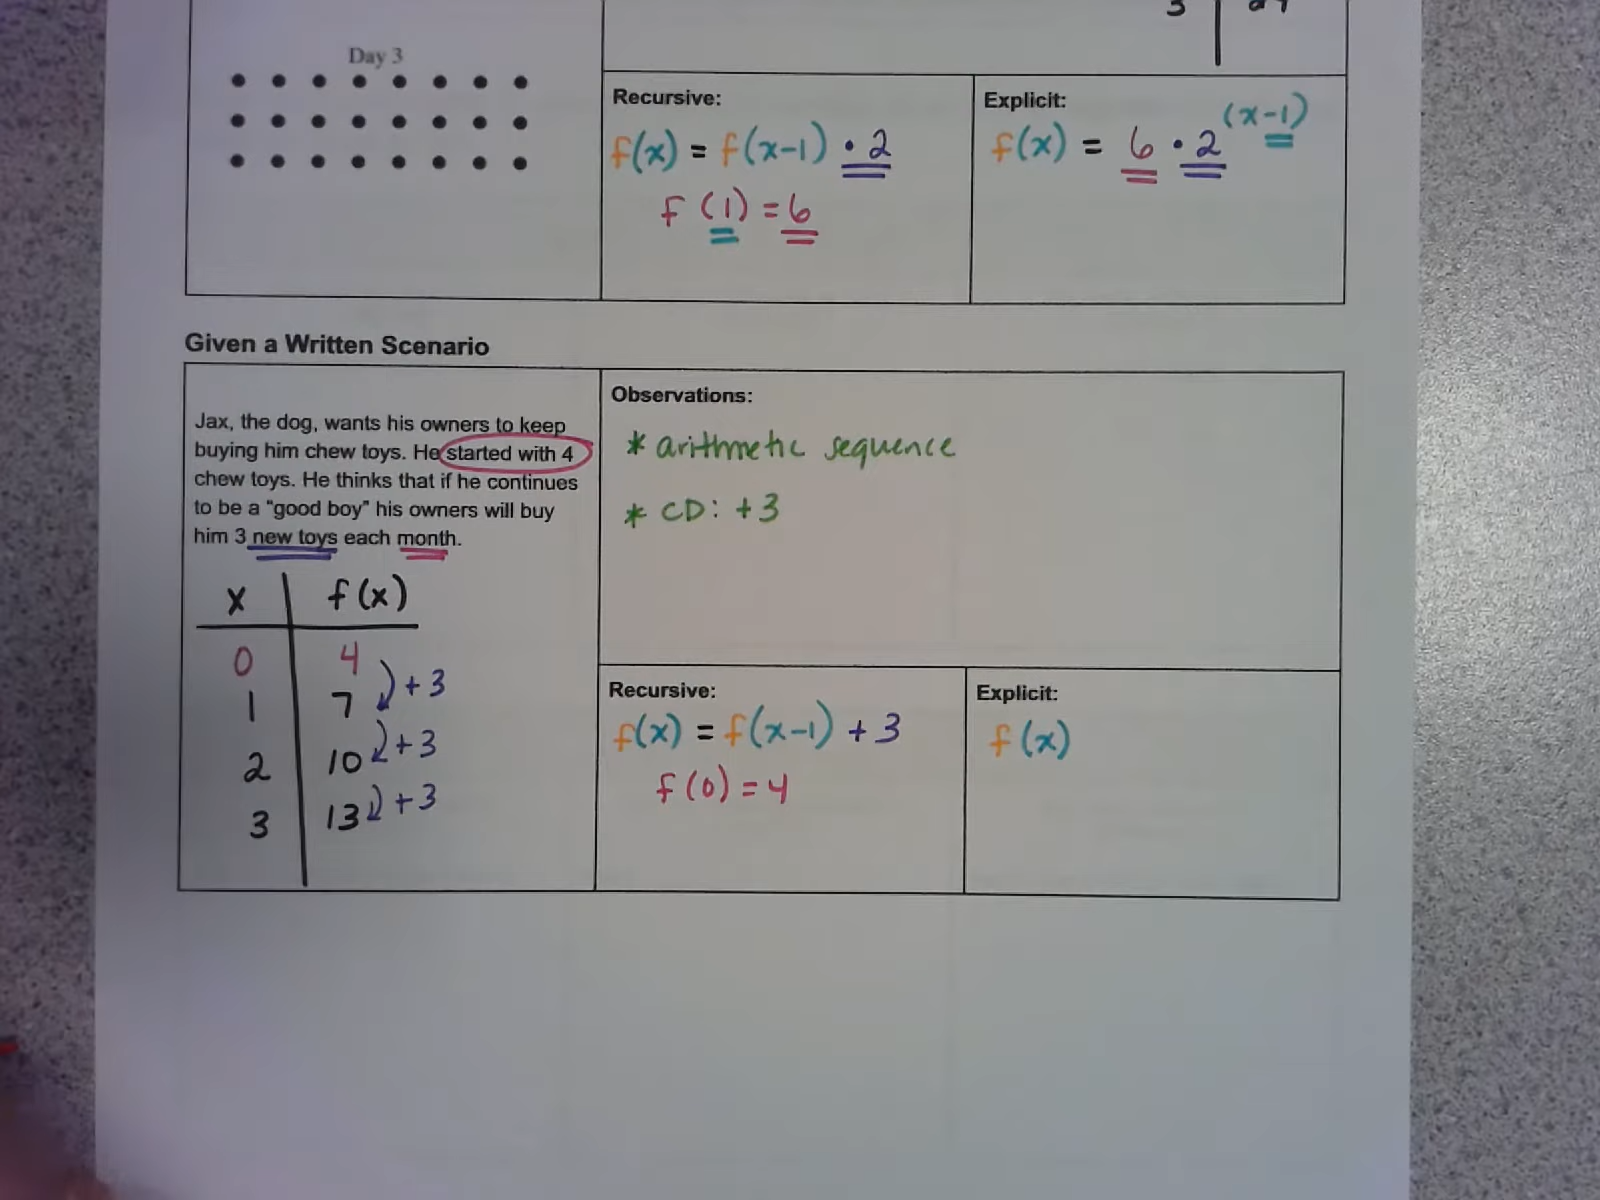 3 | 24
Day 3
Recursive:
f(x) = f(x-1) · 2
f (1) = 6
Explicit:
f(x) = 6 · 2^(x-1)
Given a Written Scenario
Jax, the dog, wants his owners to keep
buying him chew toys. He started with 4
chew toys. He thinks that if he continues
to be a “good boy” his owners will buy
him 3 new toys each month.
x | f(x)
0 | 4
+3
1 | 7
+3
2 | 10
+3
3 | 13
Observations:
* arithmetic sequence
* CD: +3
Recursive:
f(x) = f(x-1) + 3
f(0) = 4
Explicit:
f(x)